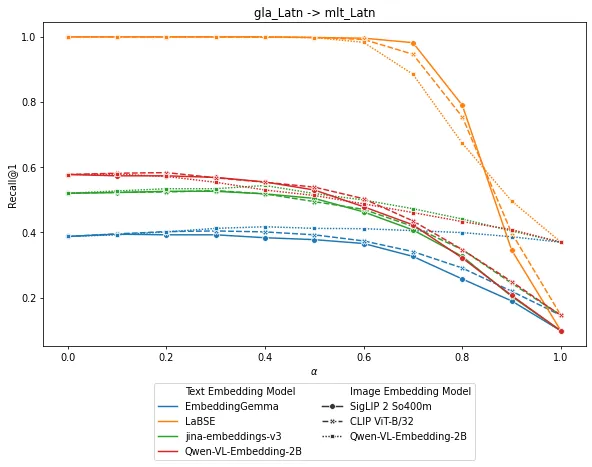 gla_Latn -> mlt_Latn
1.0
0.8
0.6
0.4
0.2
Recall@1
0.0 0.2 0.4 0.6 0.8 1.0
α
Text Embedding Model Image Embedding Model
EmbeddingGemma SigLIP 2 So400m
LaBSE CLIP ViT-B/32
jina-embeddings-v3 Qwen-VL-Embedding-2B
Qwen-VL-Embedding-2B